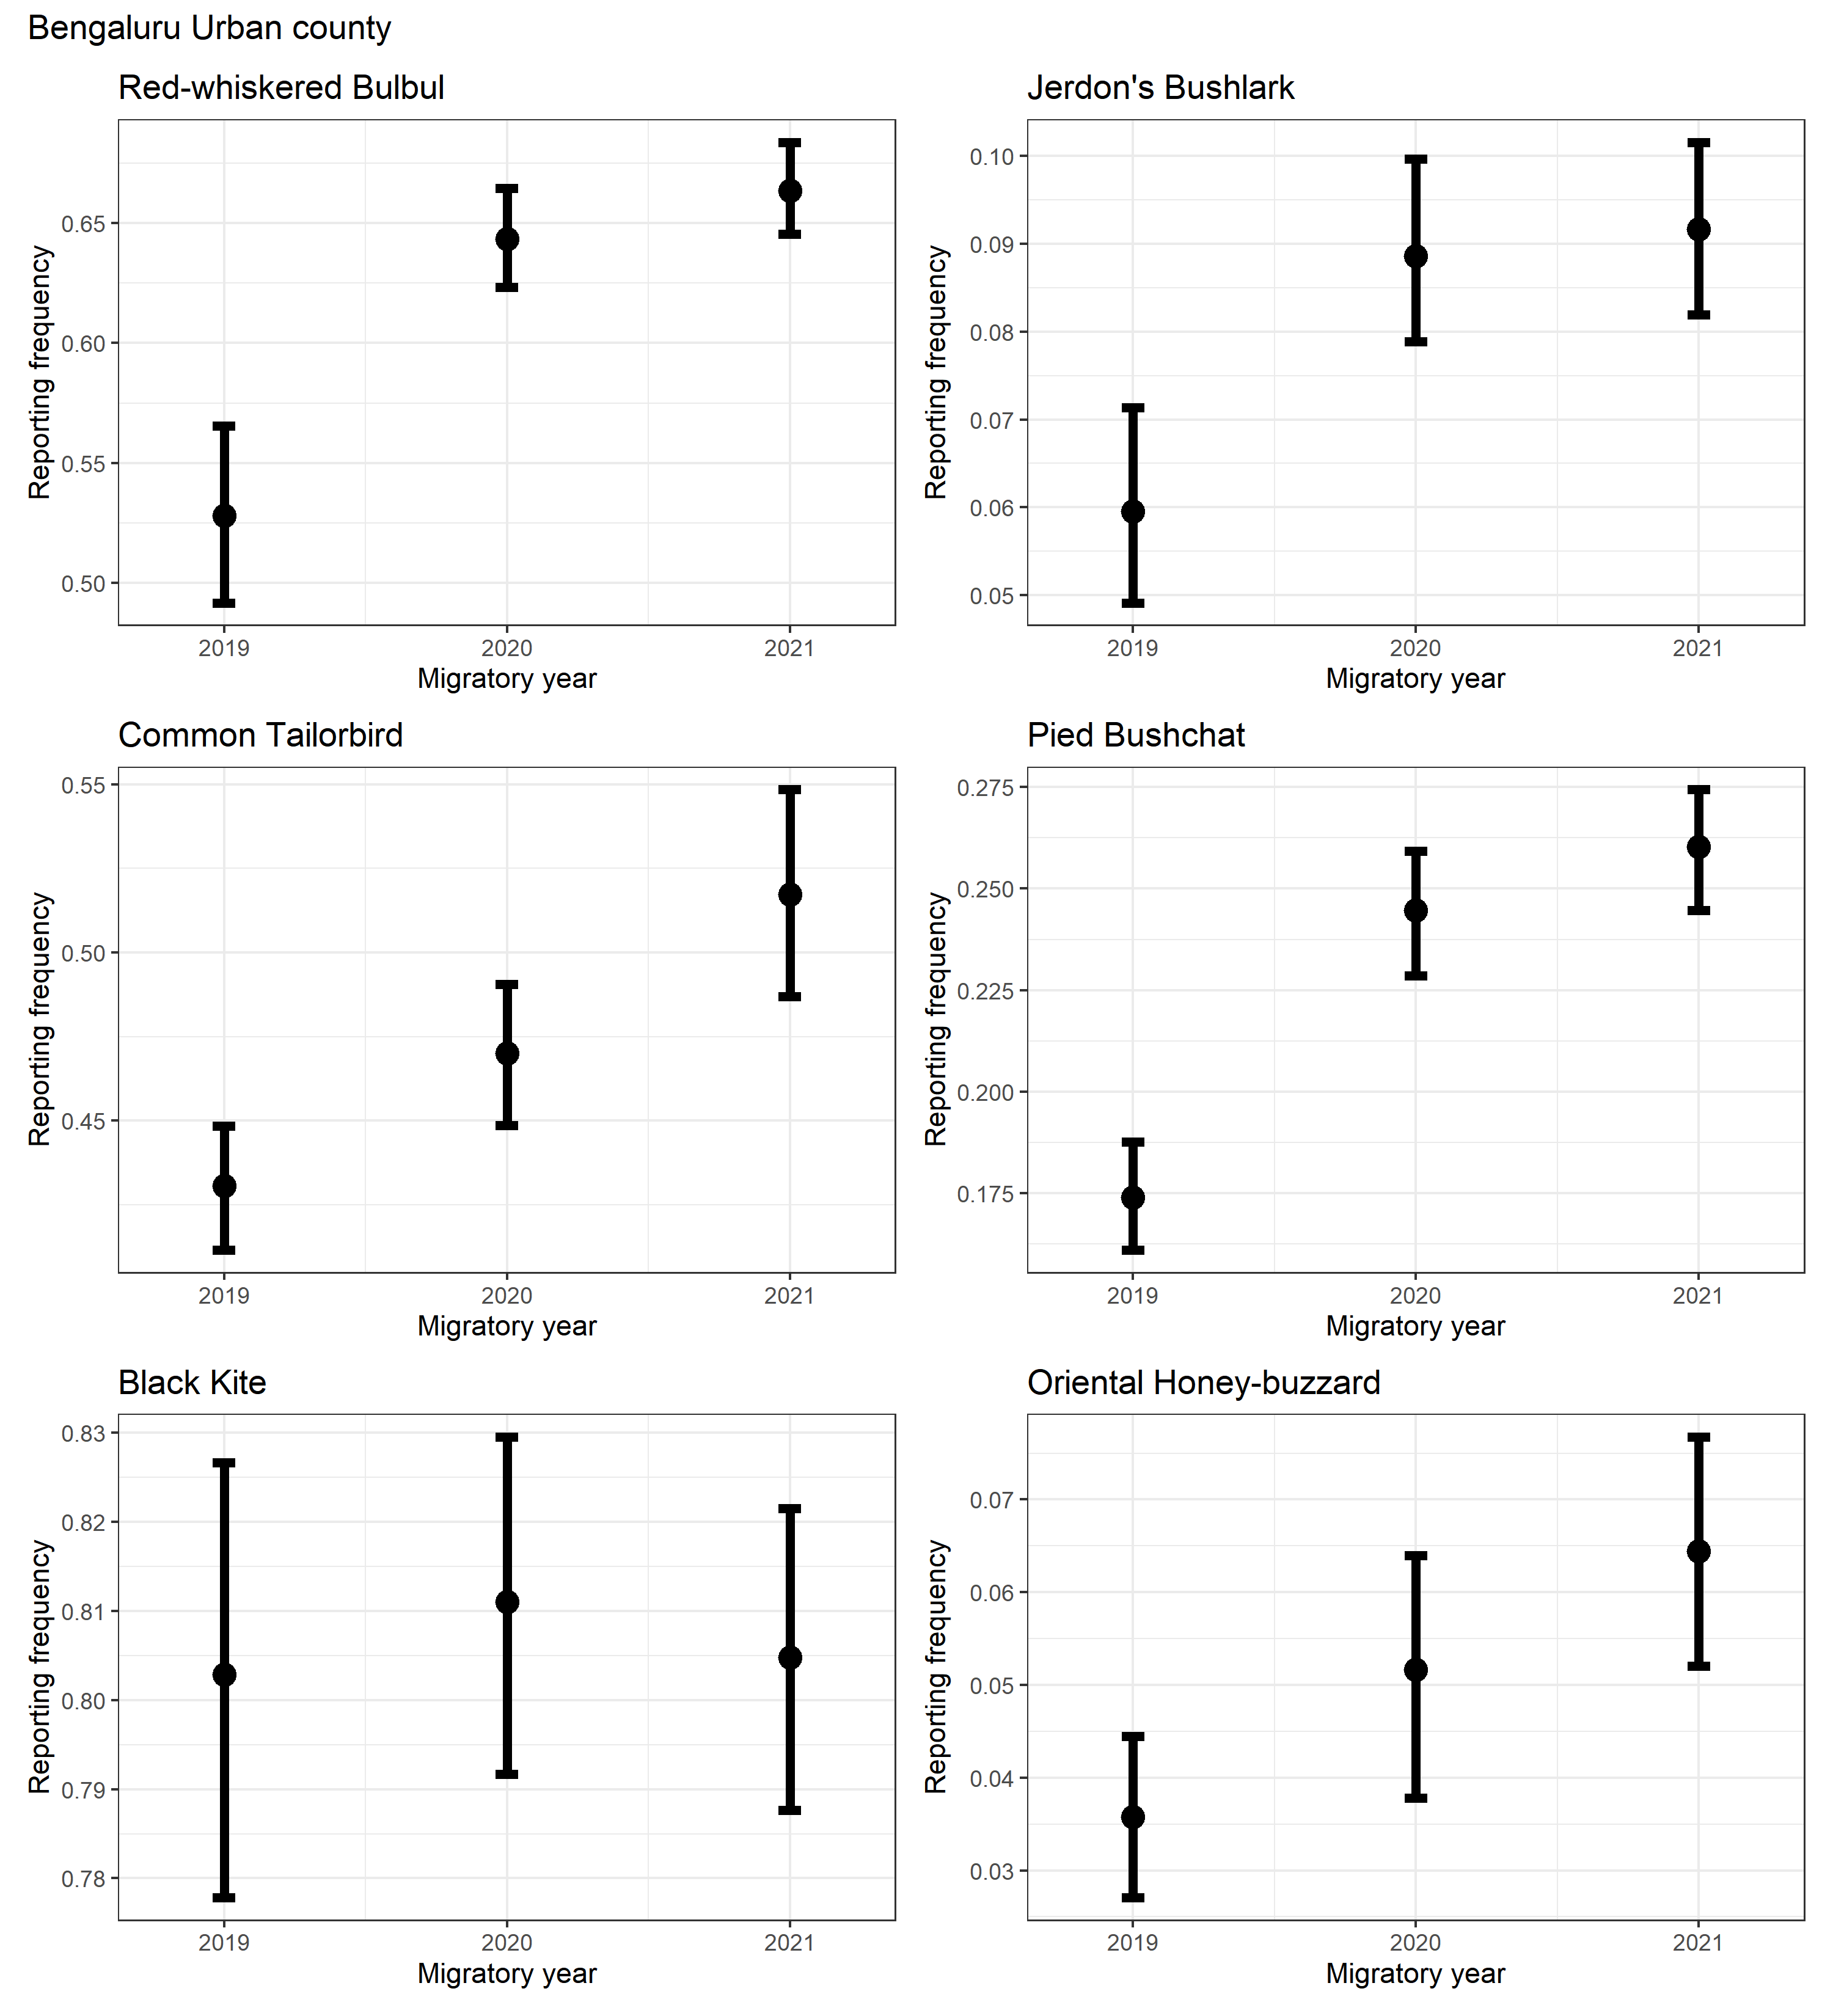 Bengaluru Urban county
Red-whiskered Bulbul
Reporting frequency
0.65
0.60
0.55
0.50
2019 2020 2021
Migratory year
Jerdon's Bushlark
Reporting frequency
0.10
0.09
0.08
0.07
0.06
0.05
2019 2020 2021
Migratory year
Common Tailorbird
Reporting frequency
0.55
0.50
0.45
2019 2020 2021
Migratory year
Pied Bushchat
Reporting frequency
0.275
0.250
0.225
0.200
0.175
2019 2020 2021
Migratory year
Black Kite
Reporting frequency
0.83
0.82
0.81
0.80
0.79
0.78
2019 2020 2021
Migratory year
Oriental Honey-buzzard
Reporting frequency
0.07
0.06
0.05
0.04
0.03
2019 2020 2021
Migratory year